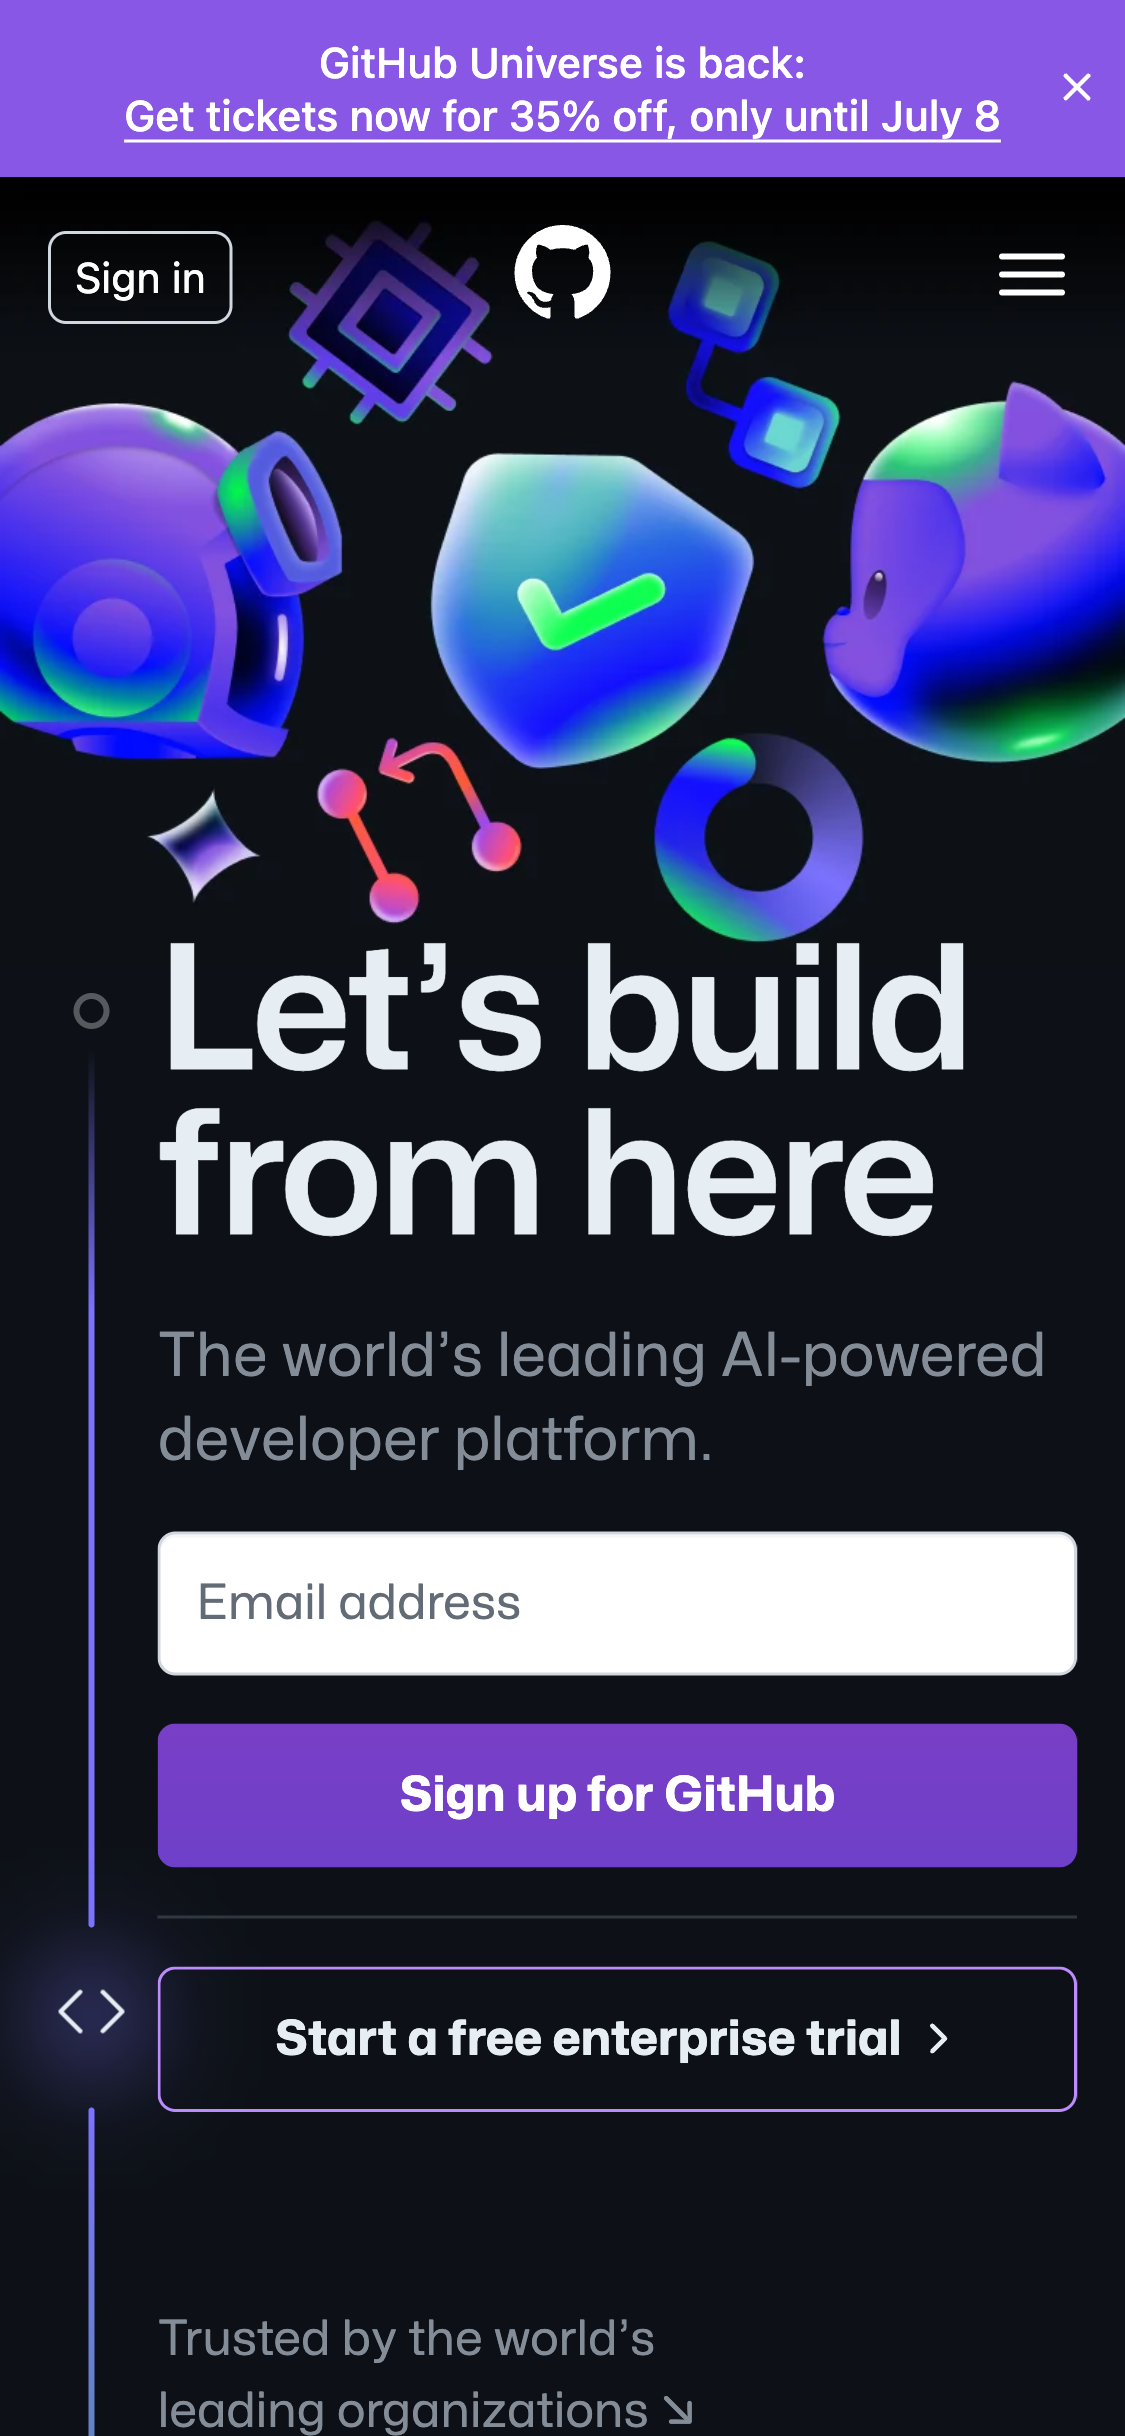 GitHub Universe is back:
Get tickets now for 35% off, only until July 8
Sign in
Let’s build
from here
The world’s leading AI-powered
developer platform.
Email address
Sign up for GitHub
Start a free enterprise trial
Trusted by the world’s
leading organizations ↘